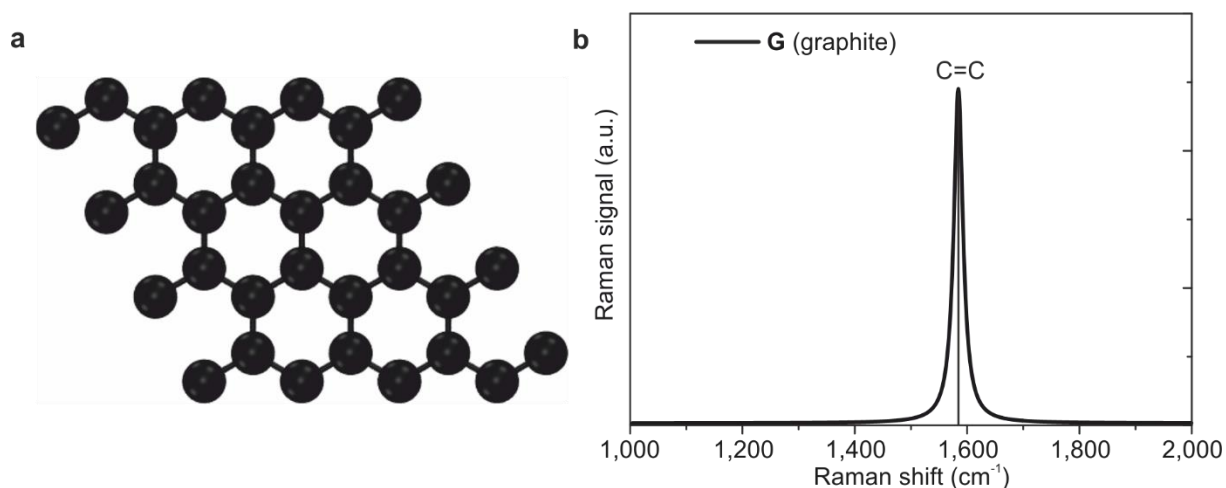 a
b
G (graphite)
C=C
Raman signal (a.u.)
1,000 1,200 1,400 1,600 1,800 2,000
Raman shift (cm⁻¹)